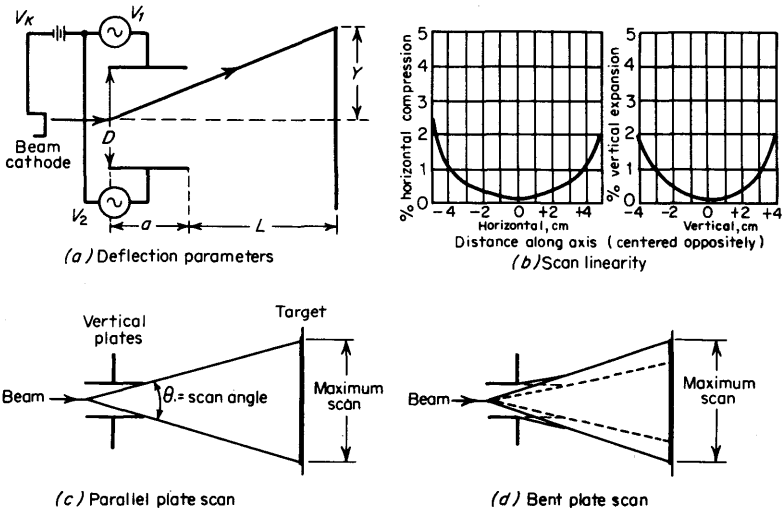 V_K
V_1
Y
D
Beam
cathode
V_2
a
L
(a) Deflection parameters
% horizontal compression
5
4
3
2
1
0
-4 -2 0 +2 +4
Horizontal, cm
% vertical expansion
5
4
3
2
1
0
-4 -2 0 +2 +4
Vertical, cm
Distance along axis (centered oppositely)
(b) Scan linearity
Vertical
plates
Target
Beam
θ = scan angle
Maximum
scan
(c) Parallel plate scan
Beam
Maximum
scan
(d) Bent plate scan